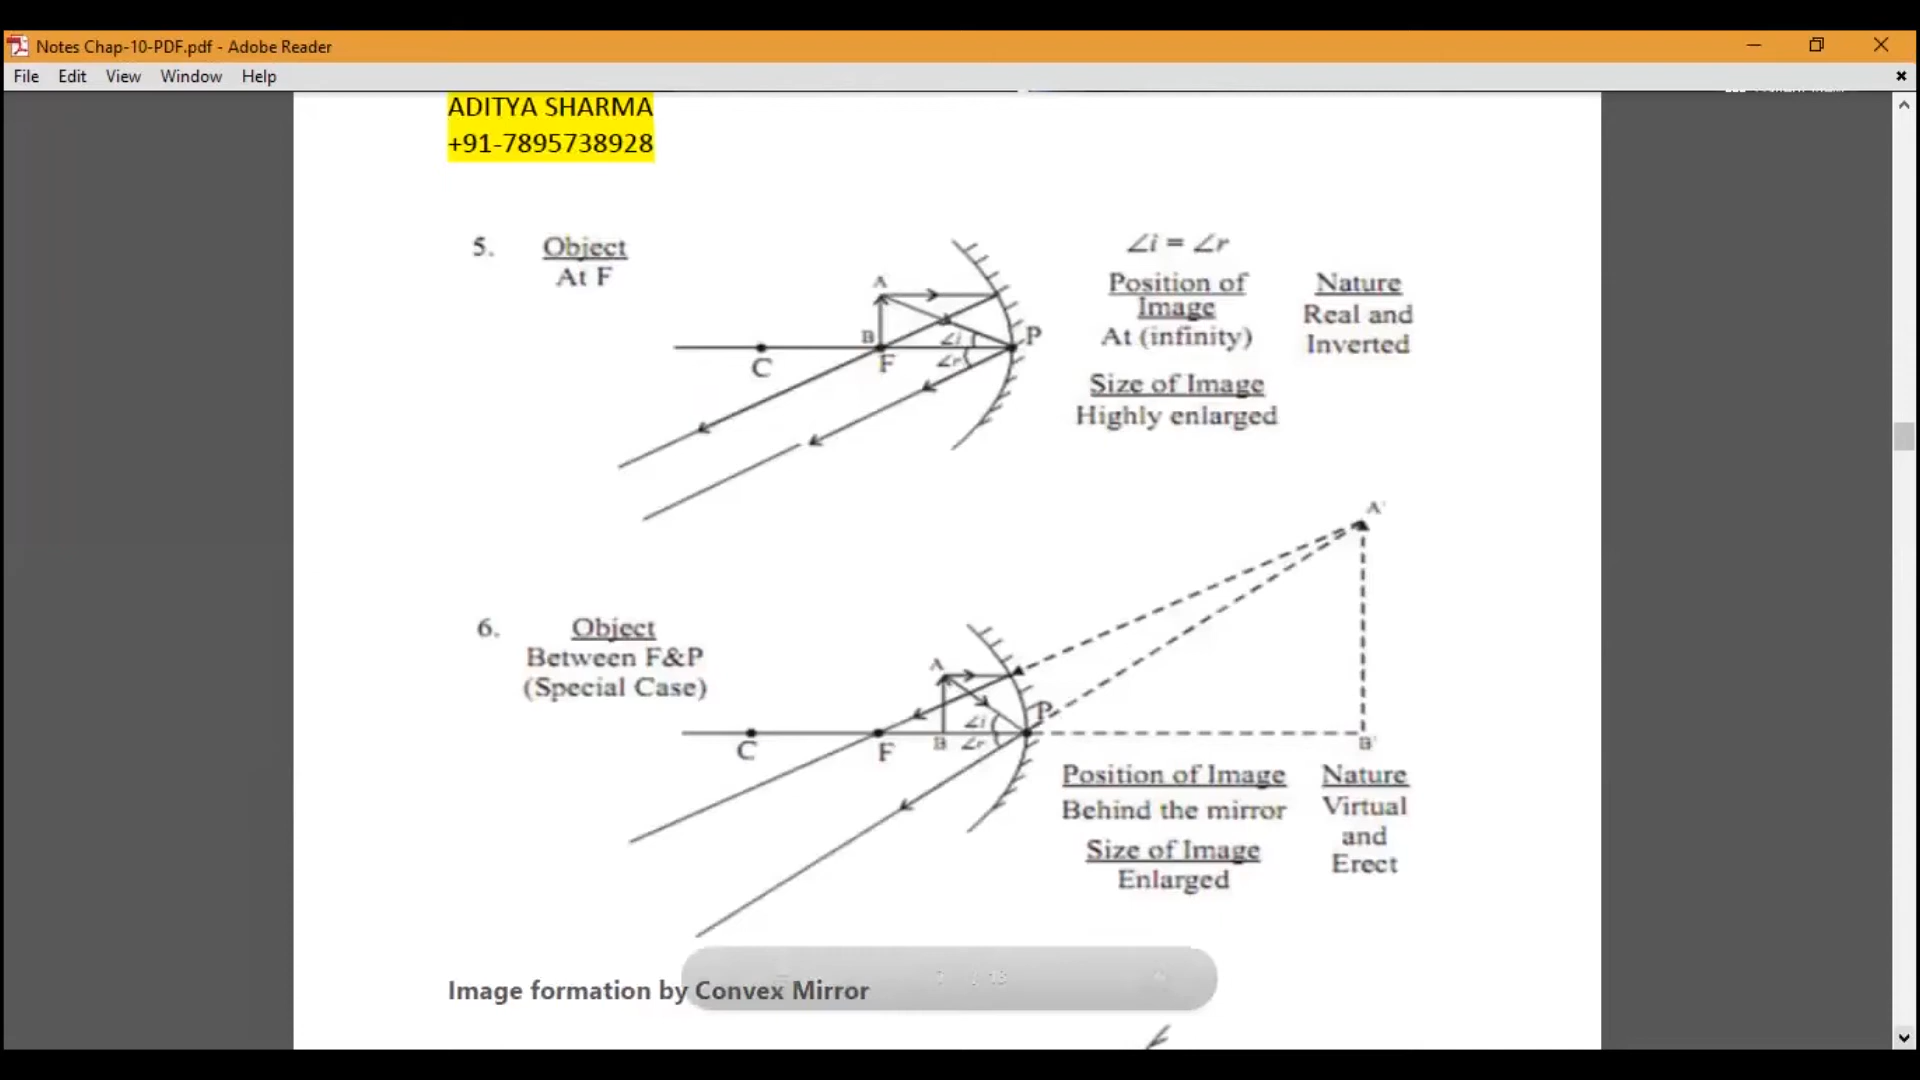 Notes Chap-10-PDF.pdf - Adobe Reader
File Edit View Window Help
ADITYA SHARMA
+91-7895738928
5. Object
At F
A
B
C
F
P
∠i
∠r
∠i = ∠r
Position of
Image
At (infinity)
Nature
Real and
Inverted
Size of Image
Highly enlarged
6. Object
Between F&P
(Special Case)
A
B
C
F
P
∠i
∠r
A'
B'
Position of Image
Behind the mirror
Nature
Virtual
and
Erect
Size of Image
Enlarged
Image formation by Convex Mirror